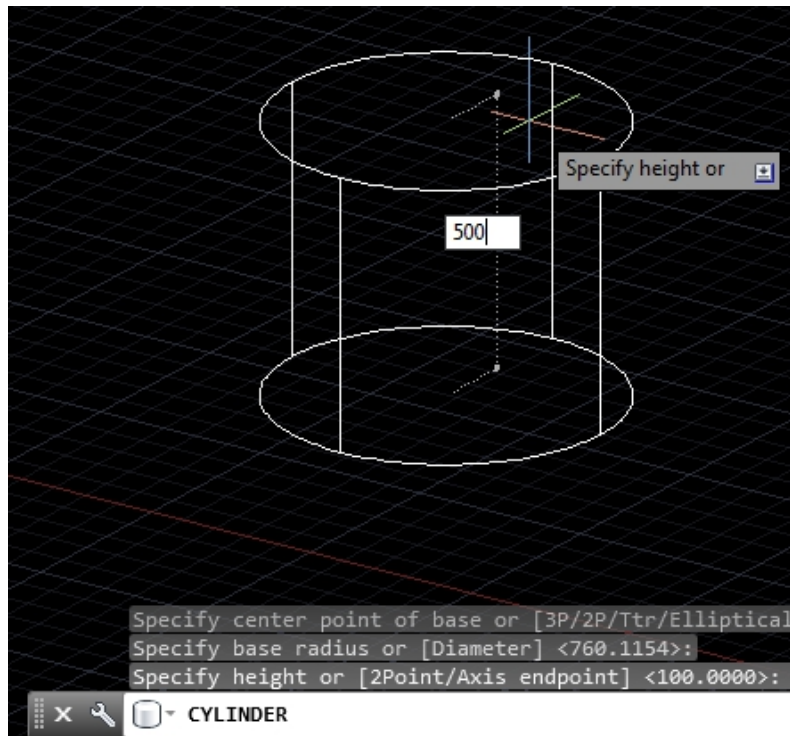 Specify height or
500
Specify center point of base or [3P/2P/Ttr/Elliptical
Specify base radius or [Diameter] <760.1154>:
Specify height or [2Point/Axis endpoint] <100.0000>:
CYLINDER